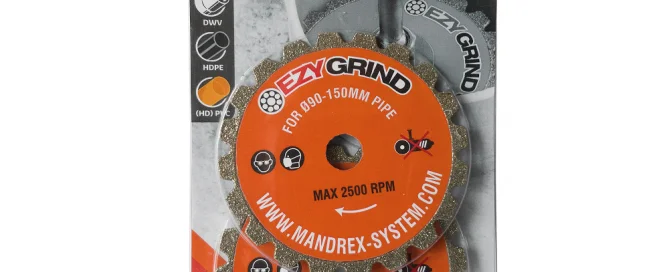 DWV
HDPE
(HD) PVC
EZY GRIND
EZYGRIND
FOR Ø90-150MM PIPE
MAX 2500 RPM
WWW.MANDREX-SYSTEM.COM